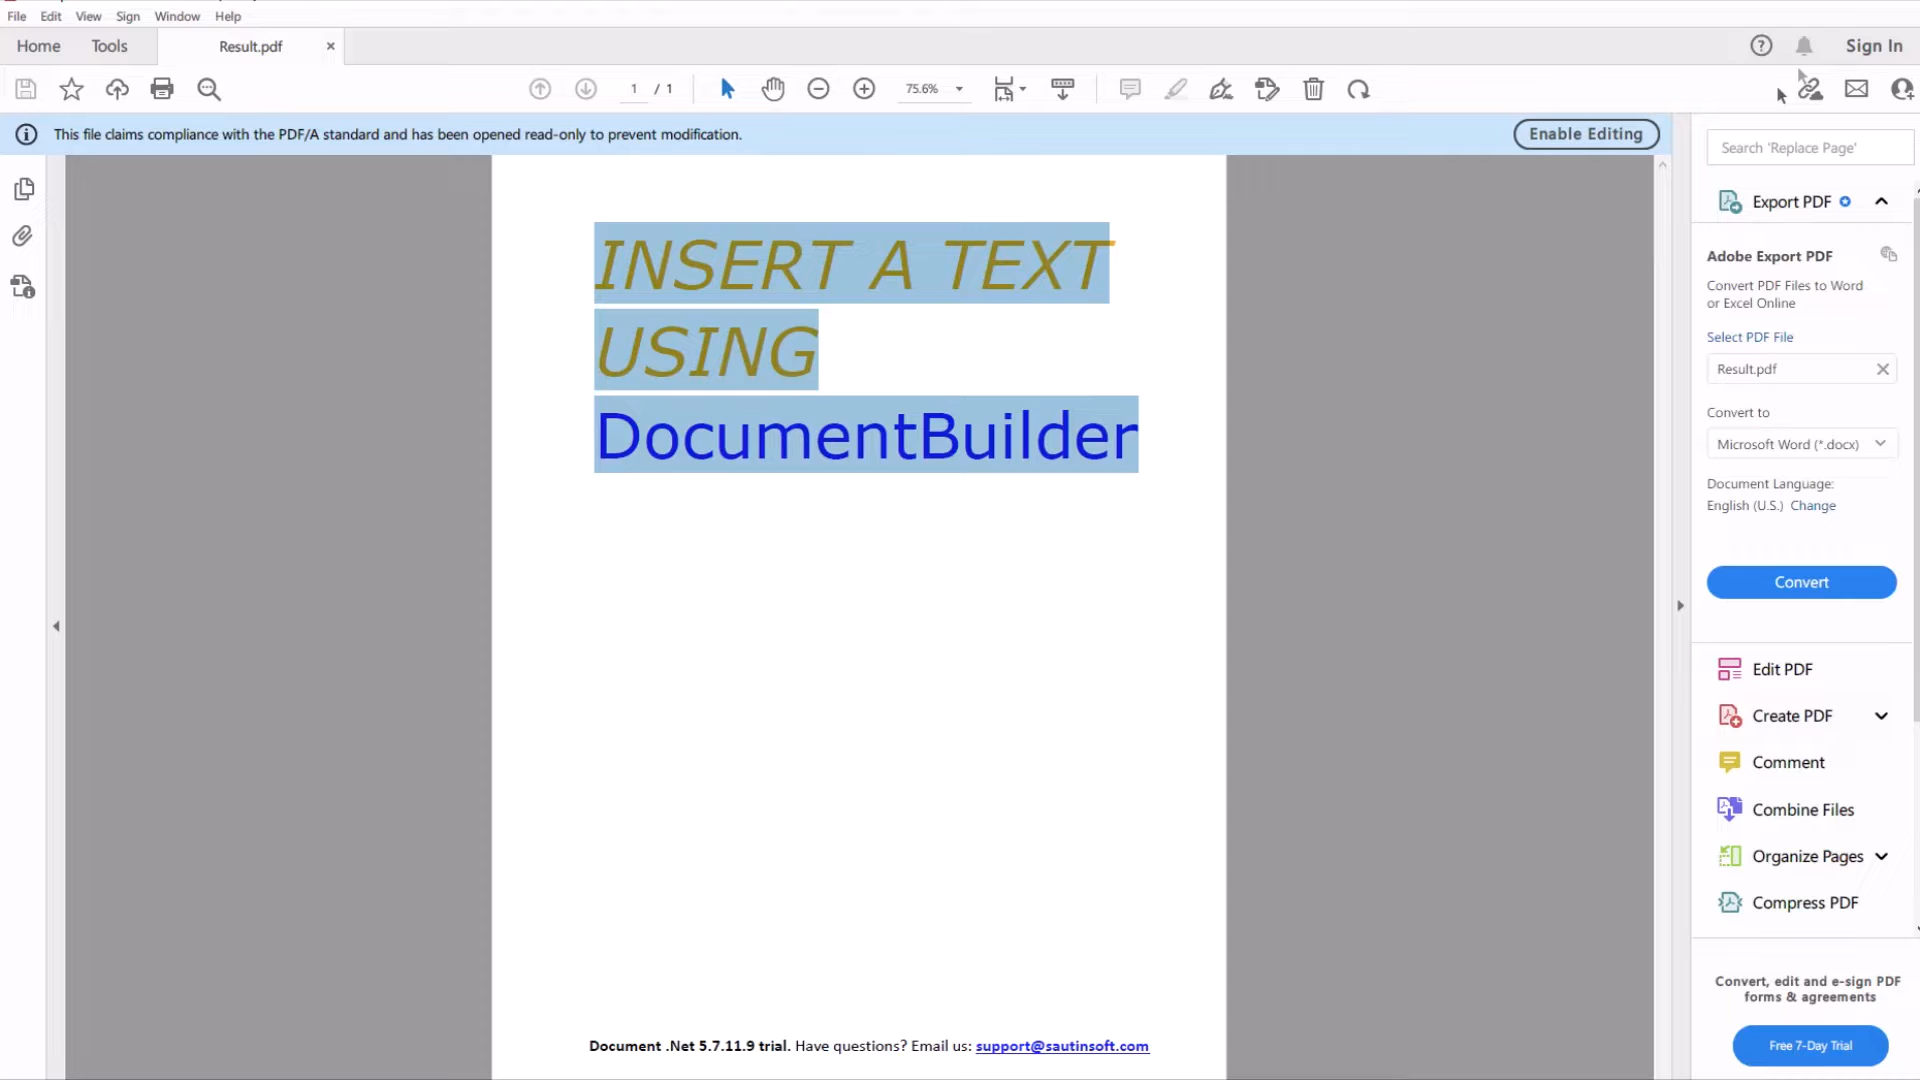 File Edit View Sign Window Help
Home Tools Result.pdf Sign In
1 / 1 75.6%
This file claims compliance with the PDF/A standard and has been opened read-only to prevent modification. Enable Editing
Search 'Replace Page'
Export PDF
Adobe Export PDF
Convert PDF Files to Word
or Excel Online
Select PDF File
Result.pdf
Convert to
Microsoft Word (*.docx)
Document Language:
English (U.S.) Change
Convert
Edit PDF
Create PDF
Comment
Combine Files
Organize Pages
Compress PDF
Convert, edit and e-sign PDF
forms & agreements
Free 7-Day Trial
INSERT A TEXT
USING
DocumentBuilder
Document .Net 5.7.11.9 trial. Have questions? Email us: support@sautinsoft.com